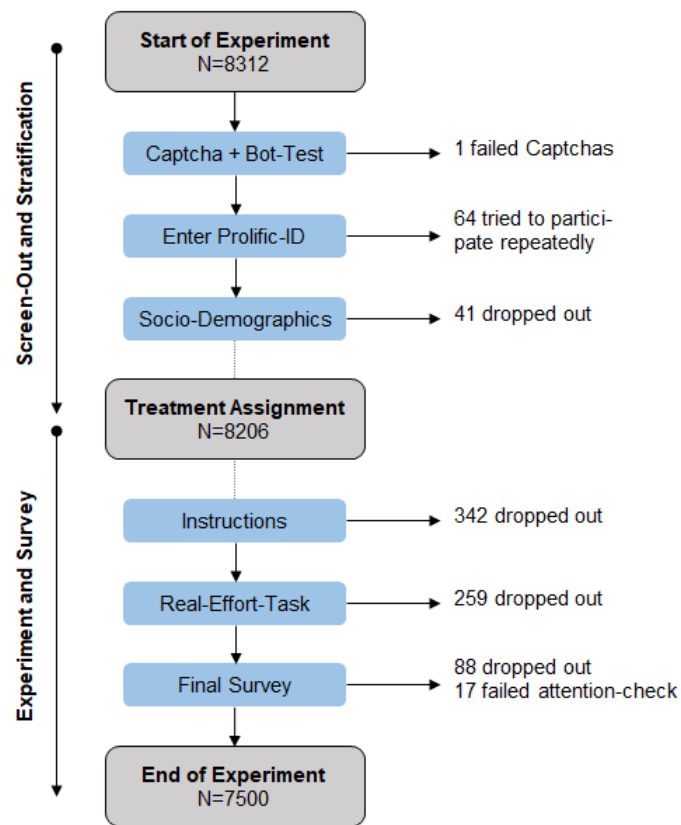 Start of Experiment
N=8312
Screen-Out and Stratification
Captcha + Bot-Test
1 failed Captchas
Enter Prolific-ID
64 tried to partici-
pate repeatedly
Socio-Demographics
41 dropped out
Treatment Assignment
N=8206
Experiment and Survey
Instructions
342 dropped out
Real-Effort-Task
259 dropped out
Final Survey
88 dropped out
17 failed attention-check
End of Experiment
N=7500